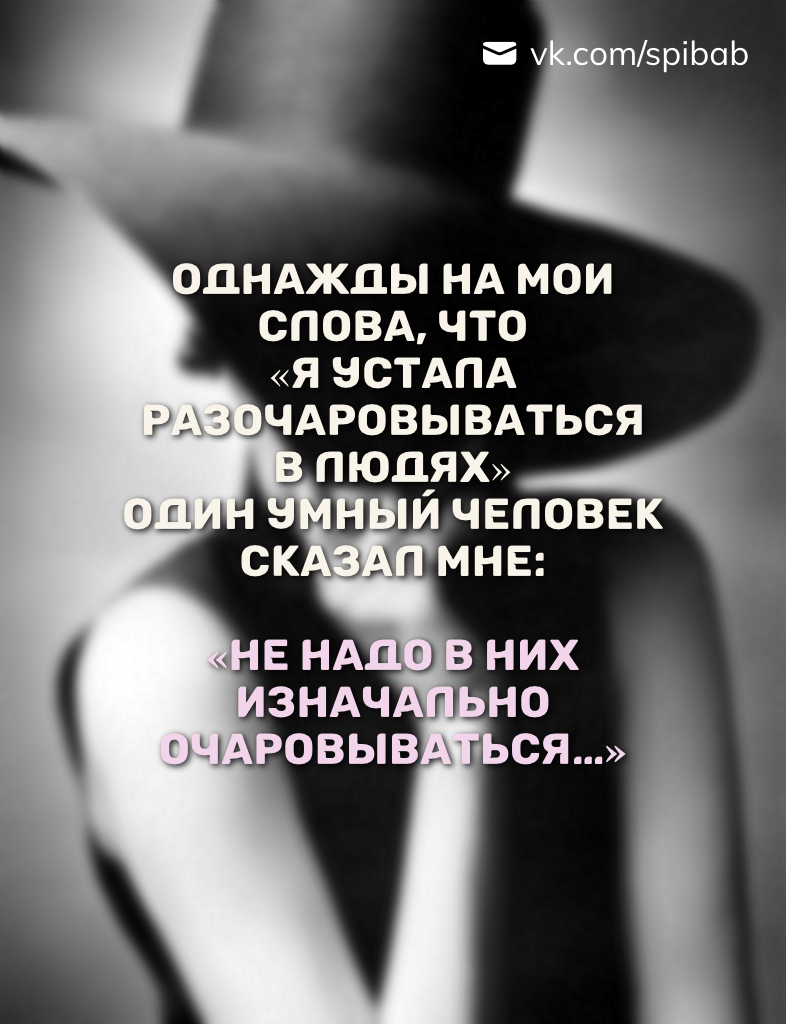 vk.com/spibab
ОДНАЖДЫ НА МОИ
СЛОВА, ЧТО
«Я УСТАЛА
РАЗОЧАРОВЫВАТЬСЯ
В ЛЮДЯХ»
ОДИН УМНЫЙ ЧЕЛОВЕК
СКАЗАЛ МНЕ:
«НЕ НАДО В НИХ
ИЗНАЧАЛЬНО
ОЧАРОВЫВАТЬСЯ...»